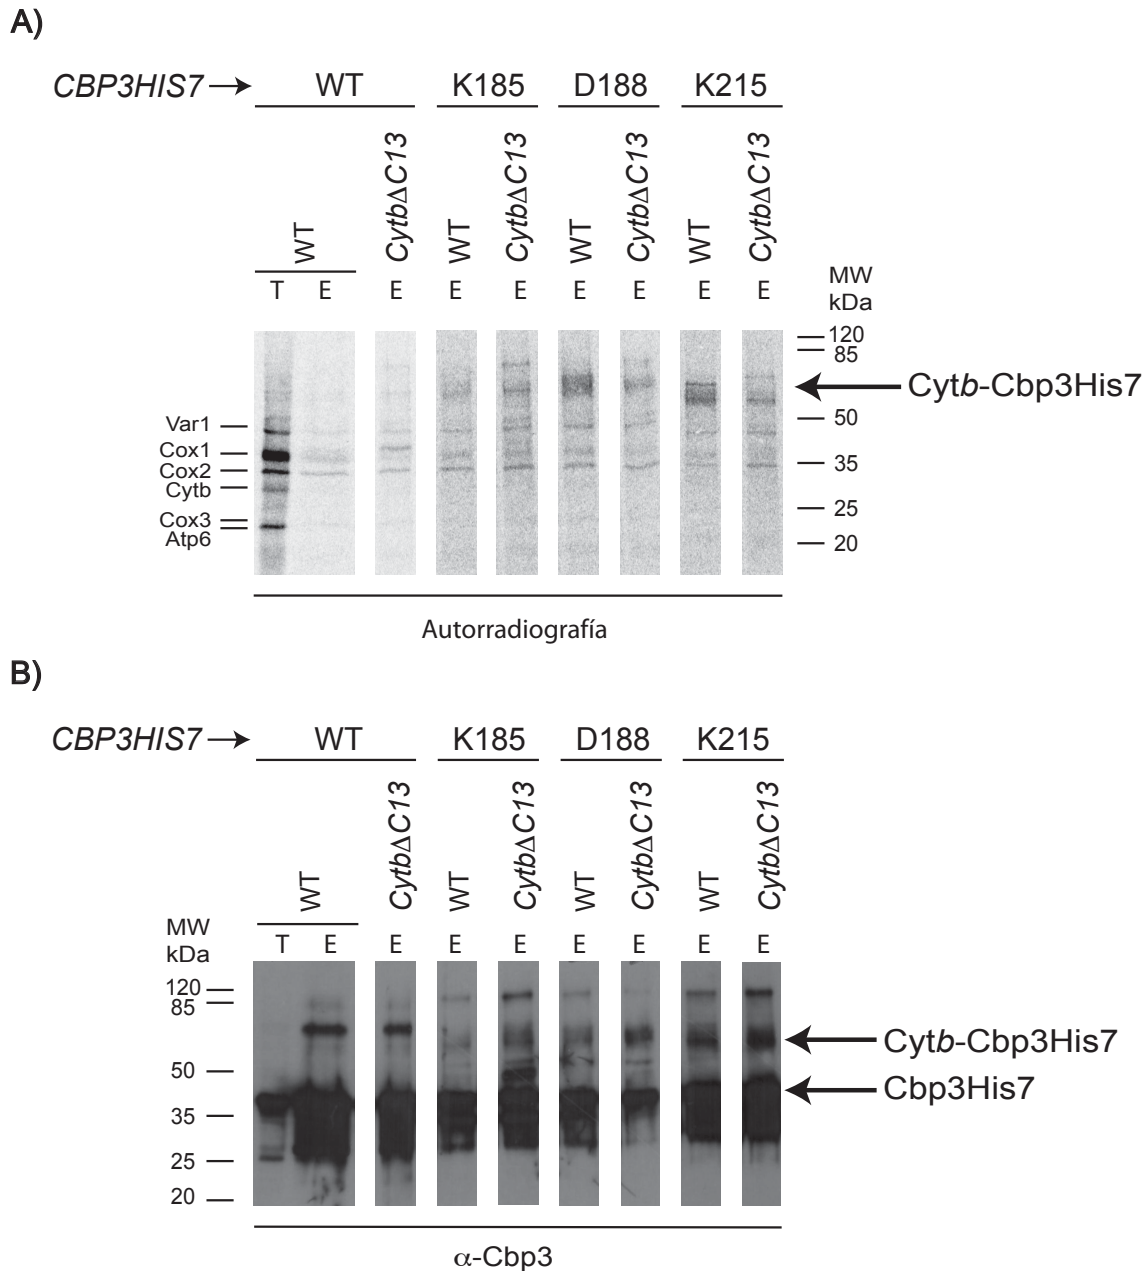 A)
CBP3HIS7 → WT K185 D188 K215
WT CytbΔC13 WT CytbΔC13 WT CytbΔC13 WT CytbΔC13
T E E E E E E E E
MW
kDa
120
85
Cytb-Cbp3His7
50
35
25
20
Var1
Cox1
Cox2
Cytb
Cox3
Atp6
Autorradiografía
B)
CBP3HIS7 → WT K185 D188 K215
WT CytbΔC13 WT CytbΔC13 WT CytbΔC13 WT CytbΔC13
MW
kDa
T E E E E E E E E
120
85
50
35
25
20
Cytb-Cbp3His7
Cbp3His7
α-Cbp3